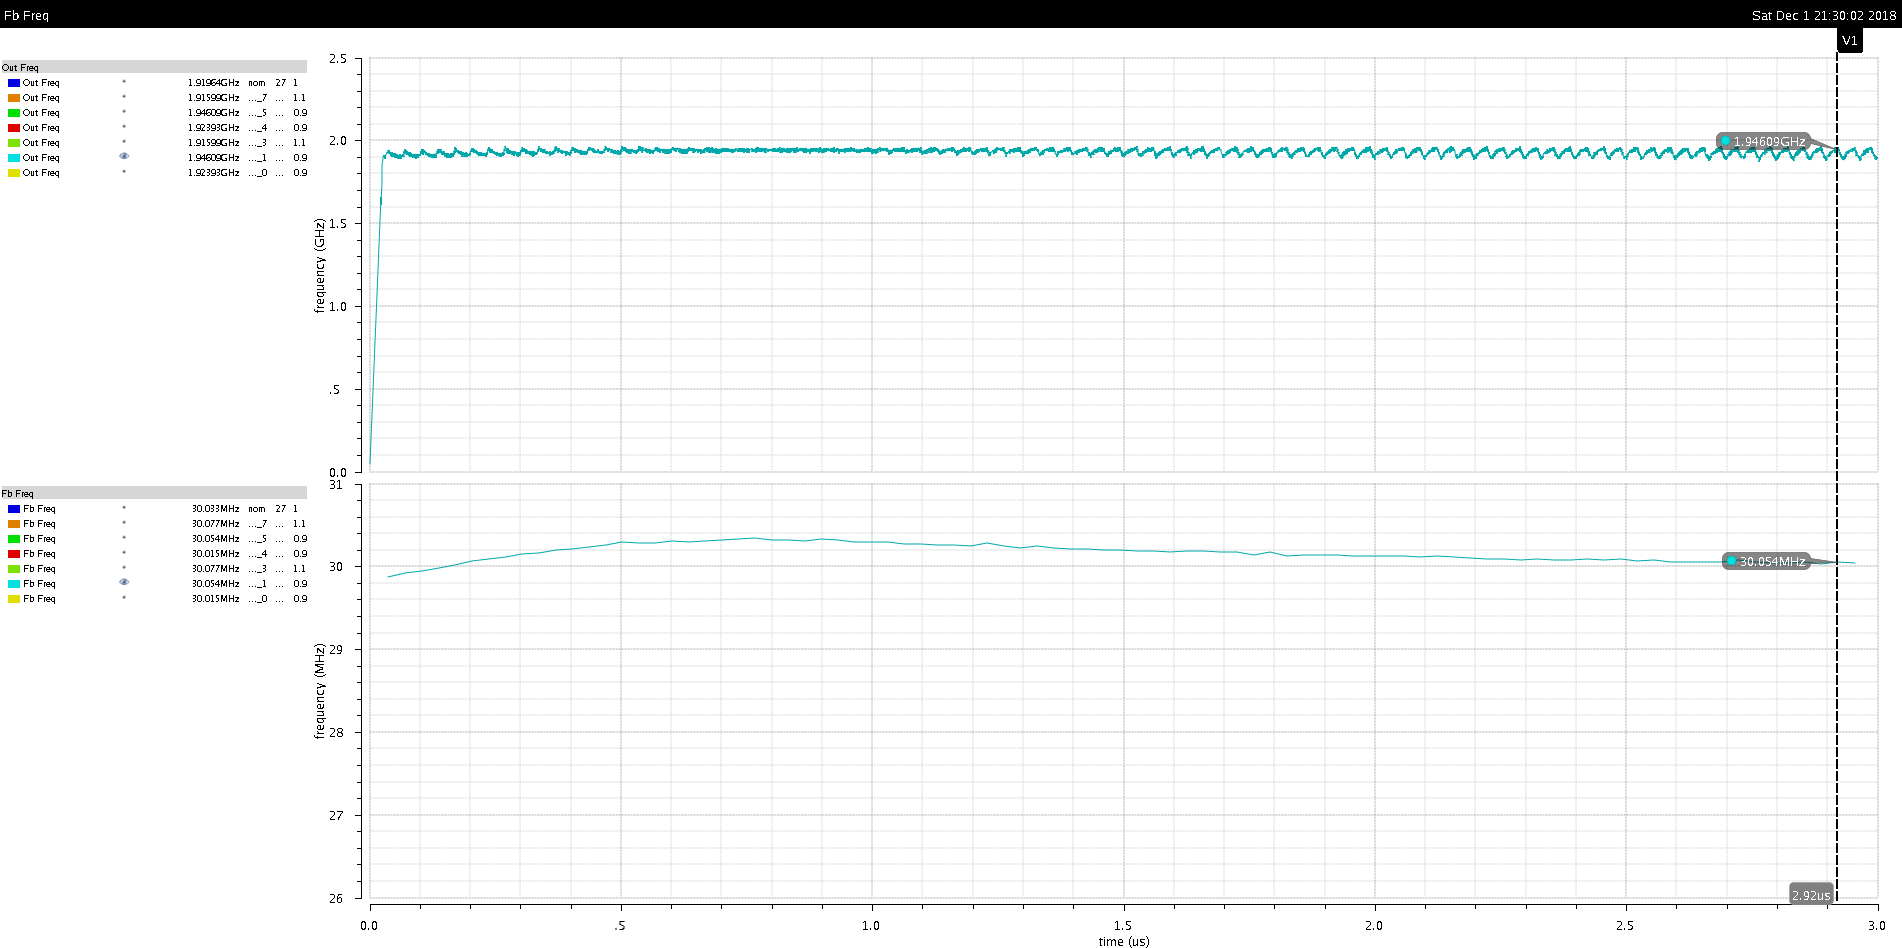 Fb Freq
Sat Dec 1 21:30:02 2018
V1
Out Freq
Out Freq 1.91964GHz nom 27 1
Out Freq 1.91599GHz ..._7 ... 1.1
Out Freq 1.94609GHz ..._5 ... 0.9
Out Freq 1.92393GHz ..._4 ... 0.9
Out Freq 1.91599GHz ..._3 ... 1.1
Out Freq 1.94609GHz ..._1 ... 0.9
Out Freq 1.92393GHz ..._0 ... 0.9
2.5
2.0
1.5
1.0
.5
0.0
frequency (GHz)
1.94609GHz
Fb Freq
Fb Freq 30.033MHz nom 27 1
Fb Freq 30.077MHz ..._7 ... 1.1
Fb Freq 30.054MHz ..._5 ... 0.9
Fb Freq 30.015MHz ..._4 ... 0.9
Fb Freq 30.077MHz ..._3 ... 1.1
Fb Freq 30.054MHz ..._1 ... 0.9
Fb Freq 30.015MHz ..._0 ... 0.9
31
30
29
28
27
26
frequency (MHz)
30.054MHz
2.92us
0.0 .5 1.0 1.5 2.0 2.5 3.0
time (us)